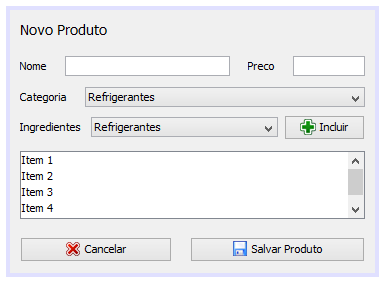 Novo Produto
Nome Preco
Categoria Refrigerantes
Ingredientes Refrigerantes Incluir
Item 1
Item 2
Item 3
Item 4
Cancelar Salvar Produto